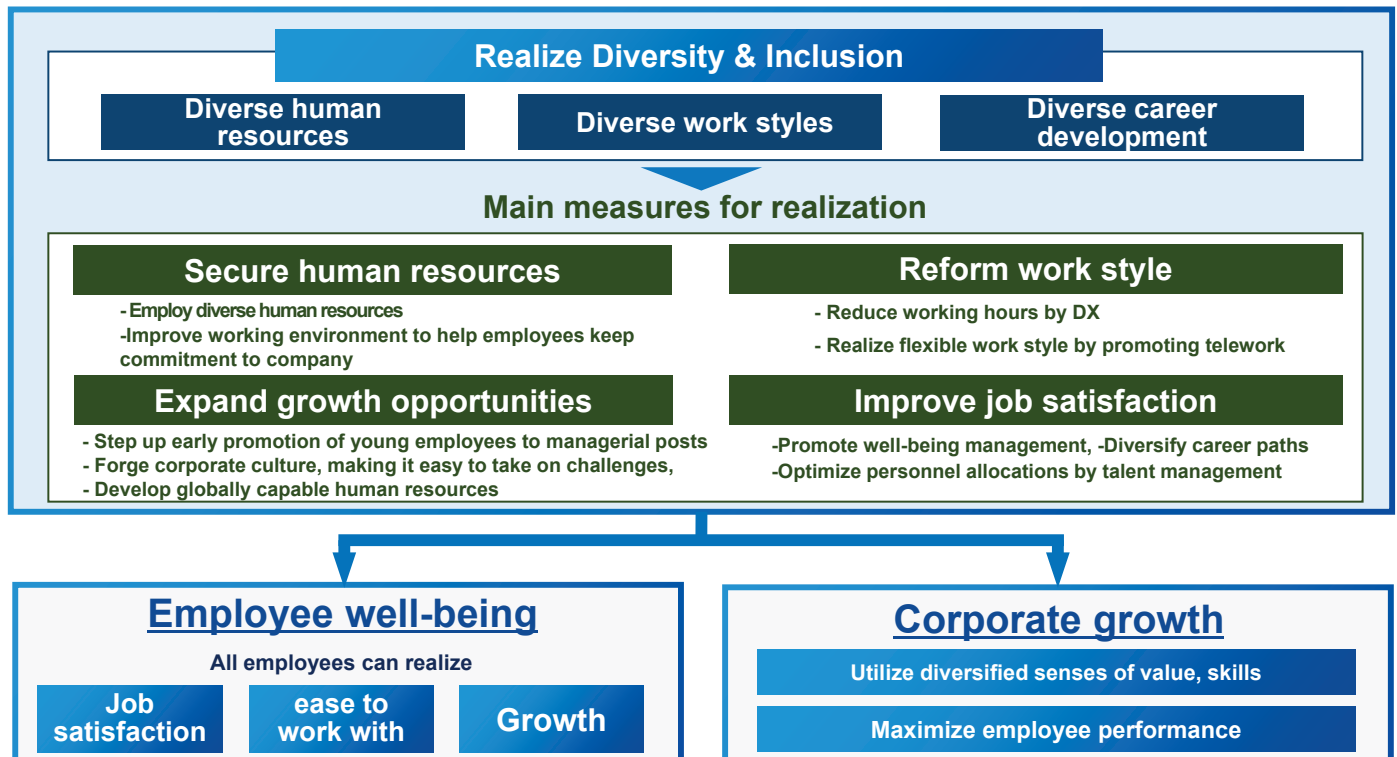 Realize Diversity & Inclusion
Diverse human
resources
Diverse work styles
Diverse career
development
Main measures for realization
Secure human resources
- Employ diverse human resources
-Improve working environment to help employees keep
commitment to company
Reform work style
- Reduce working hours by DX
- Realize flexible work style by promoting telework
Expand growth opportunities
- Step up early promotion of young employees to managerial posts
- Forge corporate culture, making it easy to take on challenges,
- Develop globally capable human resources
Improve job satisfaction
-Promote well-being management, -Diversify career paths
-Optimize personnel allocations by talent management
Employee well-being
All employees can realize
Job
satisfaction
ease to
work with
Growth
Corporate growth
Utilize diversified senses of value, skills
Maximize employee performance